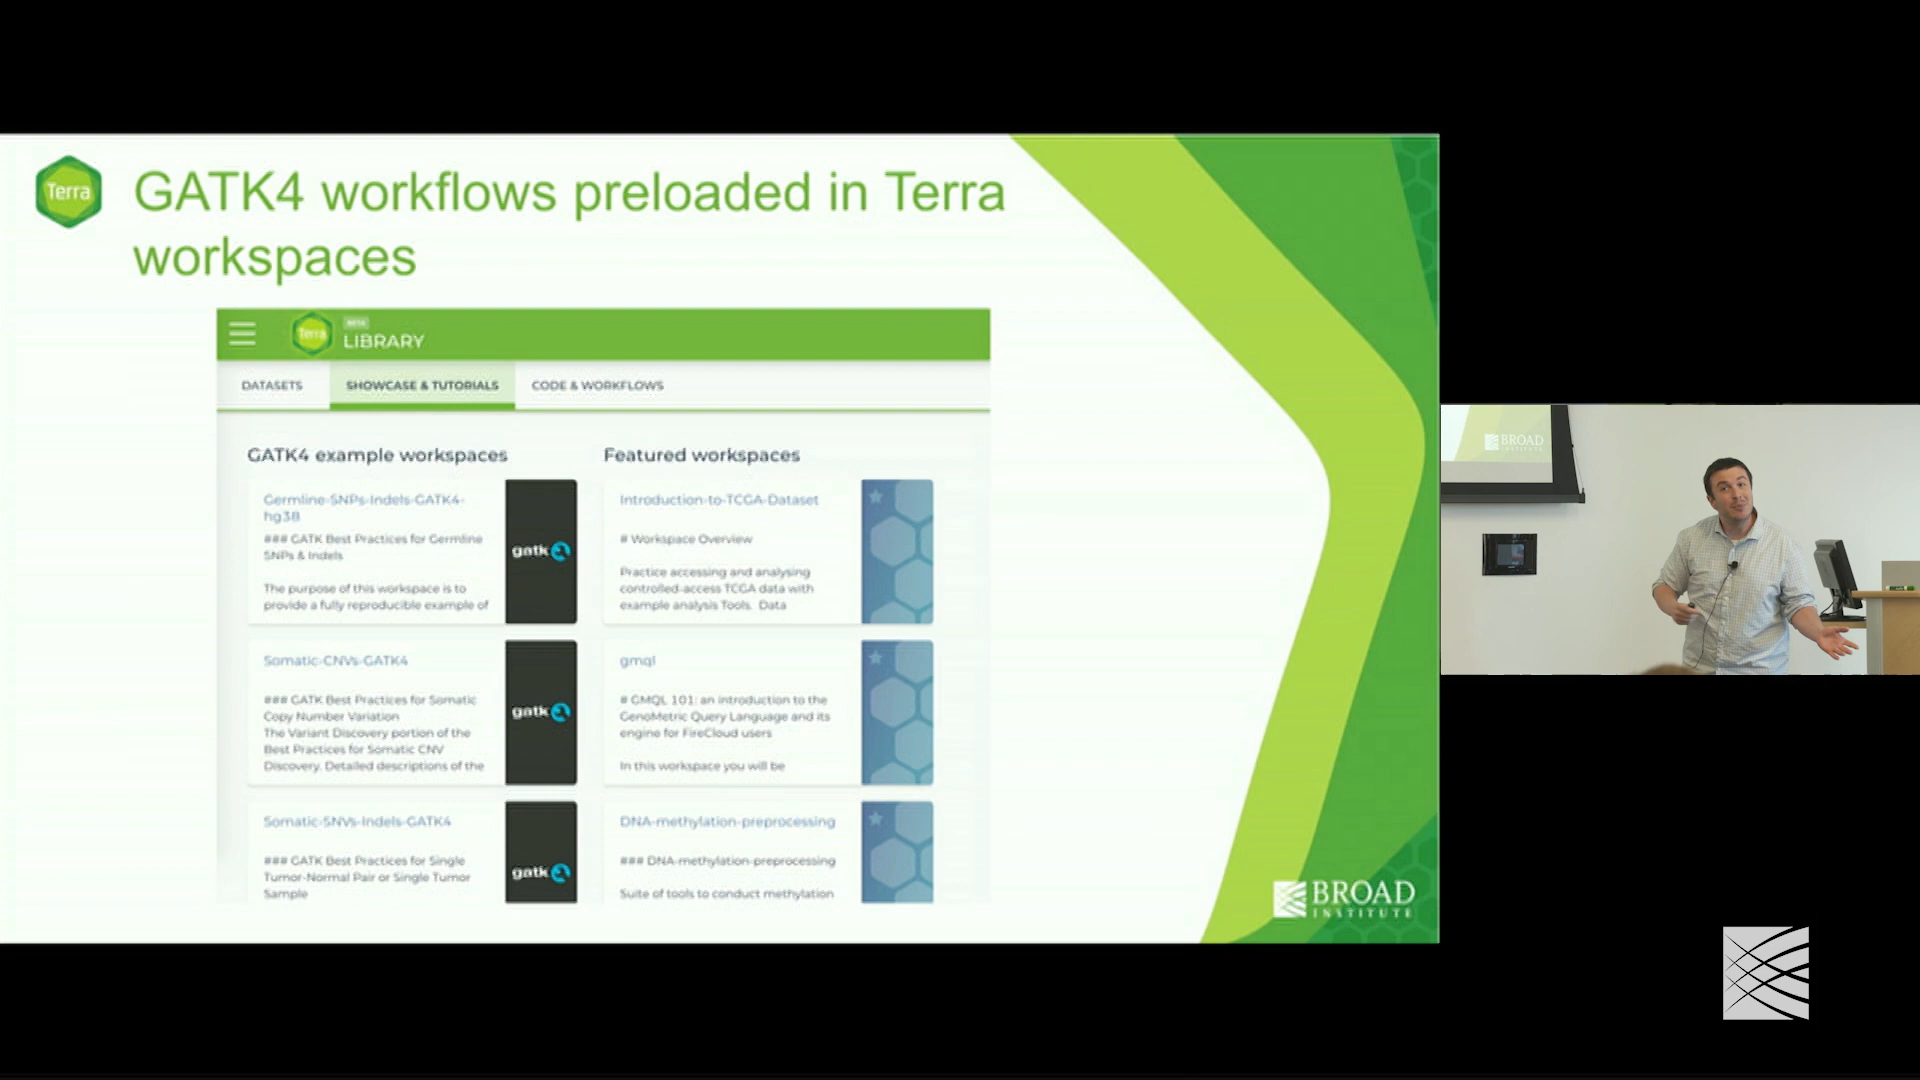 Terra
GATK4 workflows preloaded in Terra
workspaces
Terra
BETA
LIBRARY
DATASETS
SHOWCASE & TUTORIALS
CODE & WORKFLOWS
GATK4 example workspaces
Germline-SNPs-Indels-GATK4-
hg38
### GATK Best Practices for Germline
SNPs & Indels
The purpose of this workspace is to
provide a fully reproducible example of
gatk
Somatic-CNVs-GATK4
### GATK Best Practices for Somatic
Copy Number Variation
The Variant Discovery portion of the
Best Practices for Somatic CNV
Discovery. Detailed descriptions of the
gatk
Somatic-SNVs-Indels-GATK4
### GATK Best Practices for Single
Tumor-Normal Pair or Single Tumor
Sample
gatk
Featured workspaces
Introduction-to-TCGA-Dataset
# Workspace Overview
Practice accessing and analysing
controlled-access TCGA data with
example analysis Tools. Data
gmql
# GMQL 101: an introduction to the
GenoMetric Query Language and its
engine for FireCloud users
In this workspace you will be
DNA-methylation-preprocessing
### DNA-methylation-preprocessing
Suite of tools to conduct methylation
BROAD
INSTITUTE
BROAD
INSTITUTE